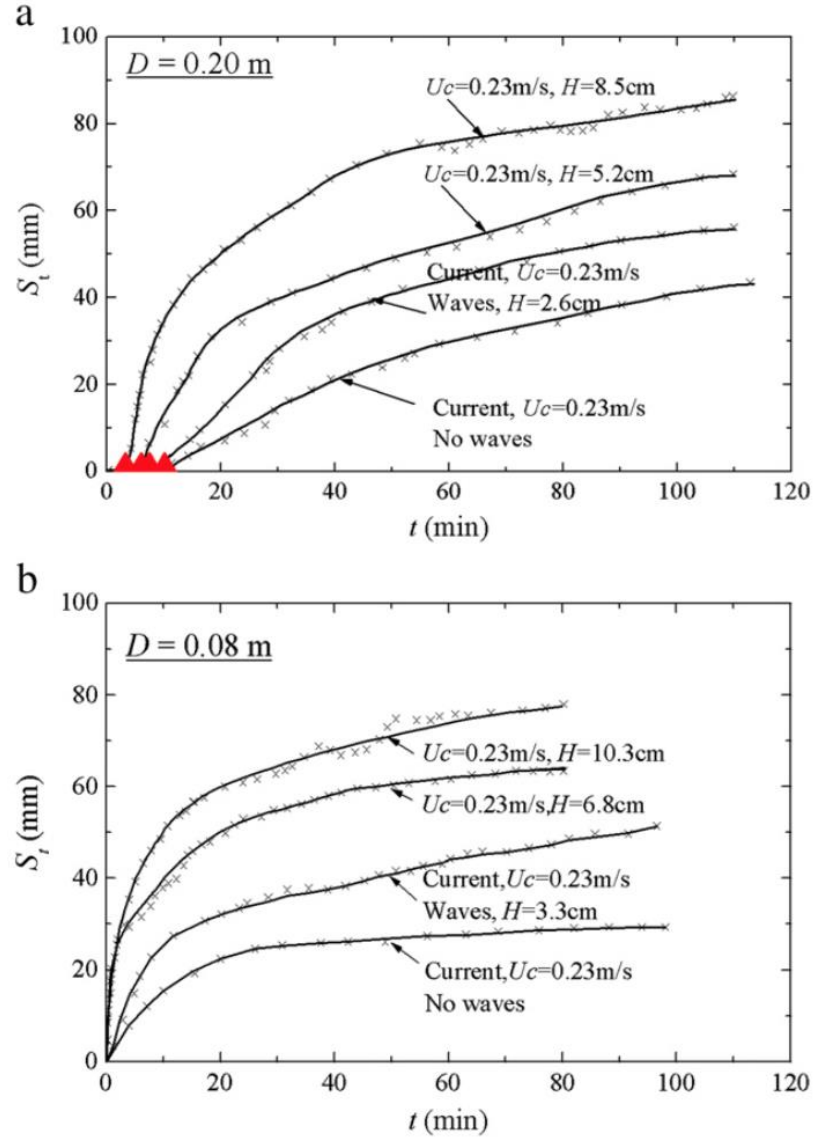 a
100
D = 0.20 m
Uc=0.23m/s, H=8.5cm
80
Uc=0.23m/s, H=5.2cm
60
Current, Uc=0.23m/s
Waves, H=2.6cm
40
20
Current, Uc=0.23m/s
No waves
0
St (mm)
0 20 40 60 80 100 120
t (min)
b
100
D = 0.08 m
80
Uc=0.23m/s, H=10.3cm
60
Uc=0.23m/s,H=6.8cm
40
Current,Uc=0.23m/s
Waves, H=3.3cm
20
Current,Uc=0.23m/s
No waves
0
St (mm)
0 20 40 60 80 100 120
t (min)